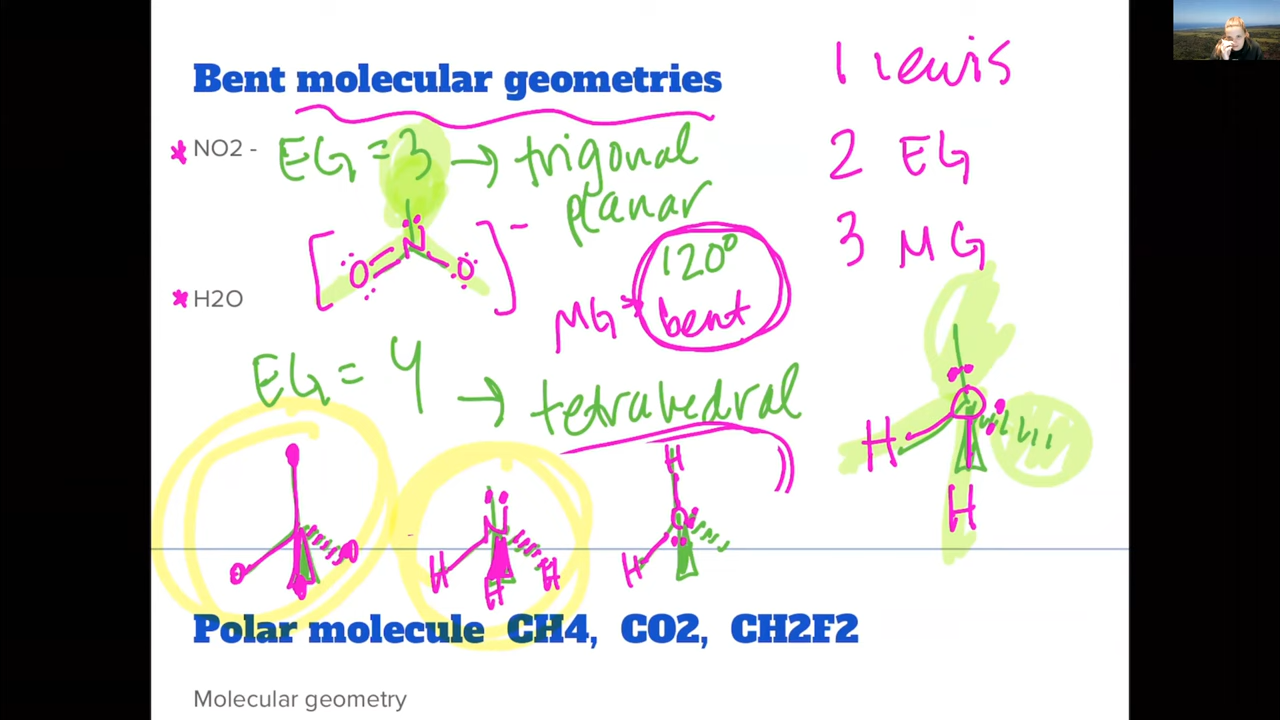 Bent molecular geometries
1 Lewis
NO2 -
EG = 3 → trigonal
planar
2 EG
3 MG
[O N O] -
120°
MG → bent
H2O
EG = 4 → tetrahedral
O
H
H
N
H H H
H
O
H
Polar molecule CH4, CO2, CH2F2
Molecular geometry